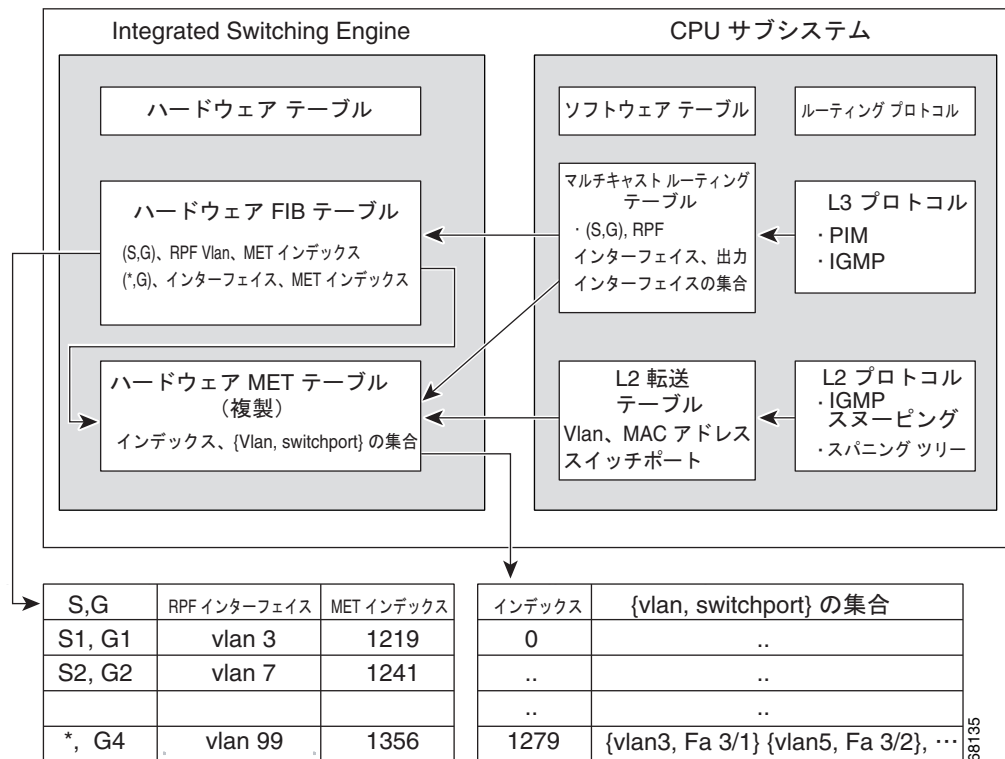 Integrated Switching Engine
CPU サブシステム
ハードウェア テーブル
ソフトウェア テーブル
ルーティング プロトコル
ハードウェア FIB テーブル
(S,G)、RPF Vlan、MET インデックス
(*,G)、インターフェイス、MET インデックス
マルチキャスト ルーティング
テーブル
· (S,G), RPF
インターフェイス、出力
インターフェイスの集合
L3 プロトコル
· PIM
· IGMP
ハードウェア MET テーブル
（複製）
インデックス、{Vlan, switchport} の集合
L2 転送
テーブル
Vlan、MAC アドレス
スイッチポート
L2 プロトコル
· IGMP
スヌーピング
· スパニング ツリー
S,G RPF インターフェイス MET インデックス
S1, G1 vlan 3 1219
S2, G2 vlan 7 1241
*, G4 vlan 99 1356
インデックス {vlan, switchport} の集合
0 ..
.. ..
.. ..
1279 {vlan3, Fa 3/1} {vlan5, Fa 3/2}, …
68135